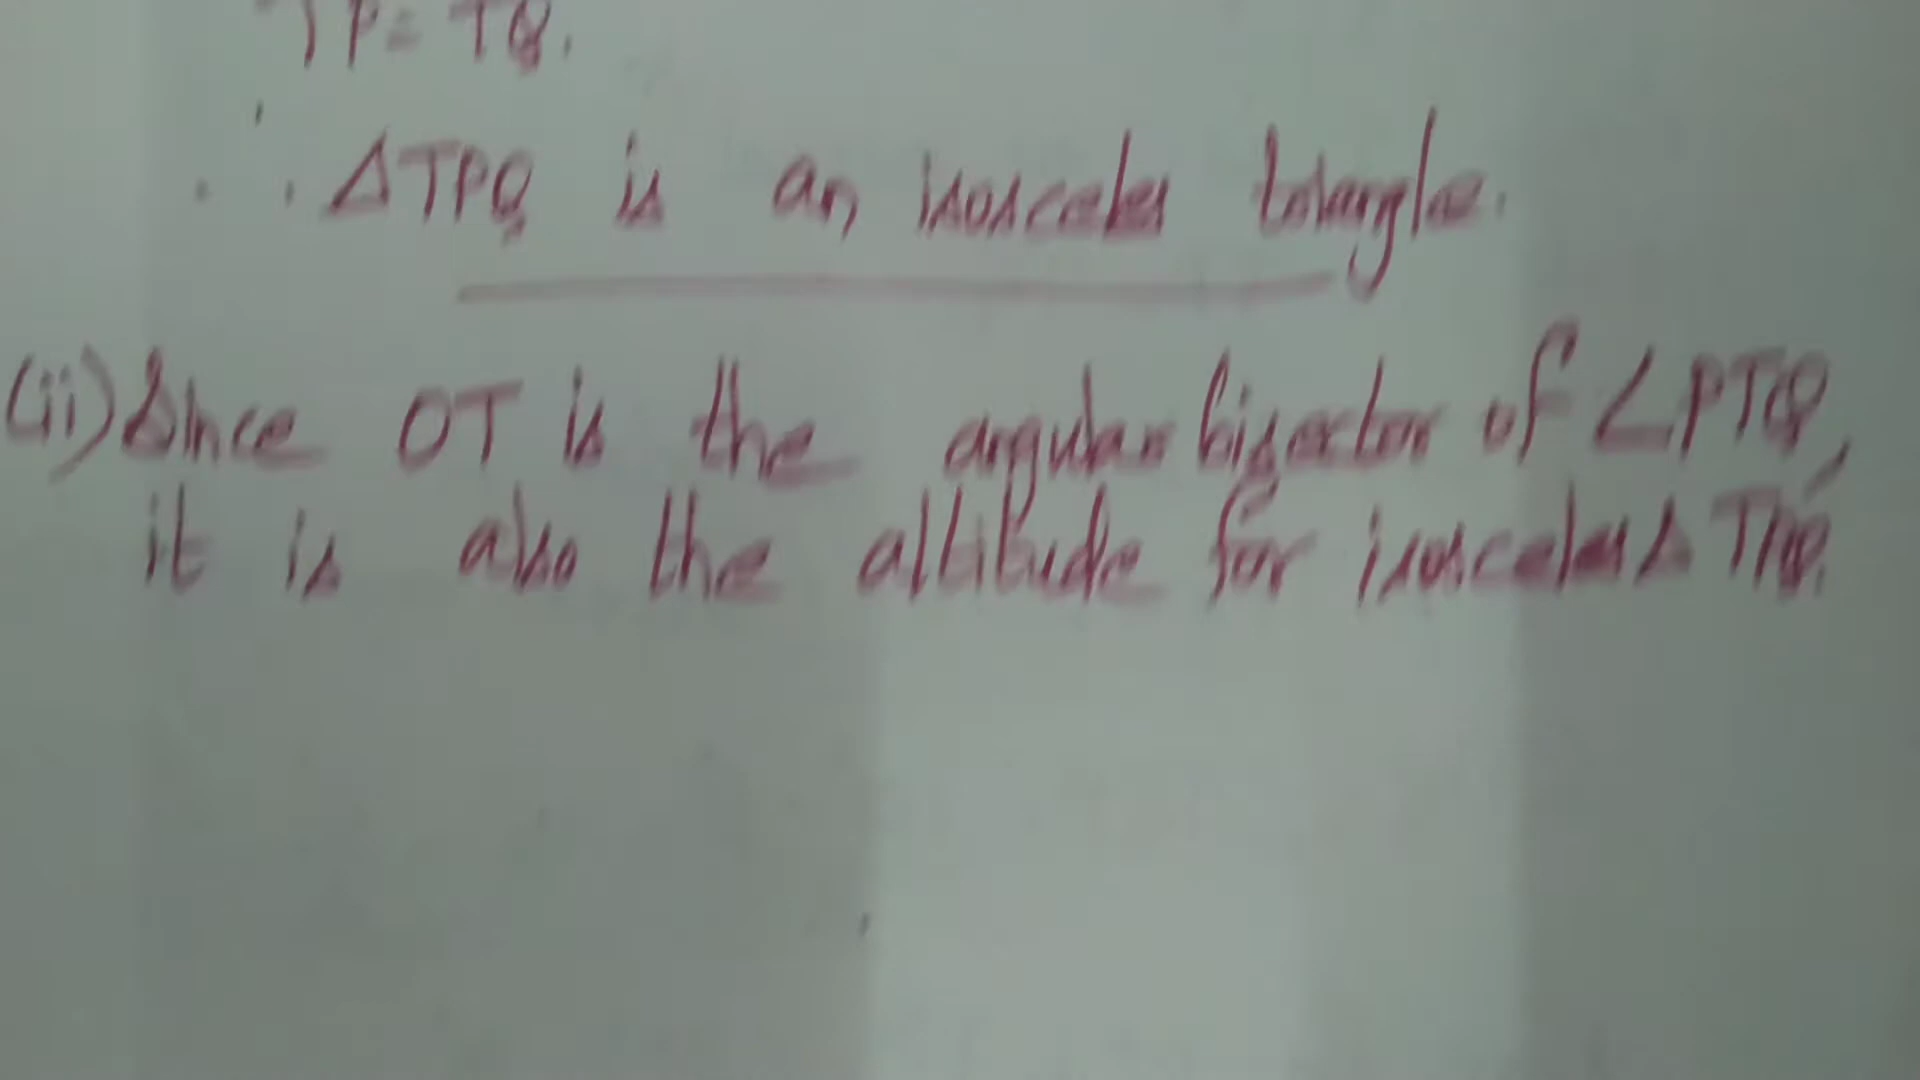 TP = TQ.
∴ ΔTPQ is an isosceles triangle.
(ii) Since OT is the angular bisector of ∠PTQ,
it is also the altitude for isosceles Δ TPQ.